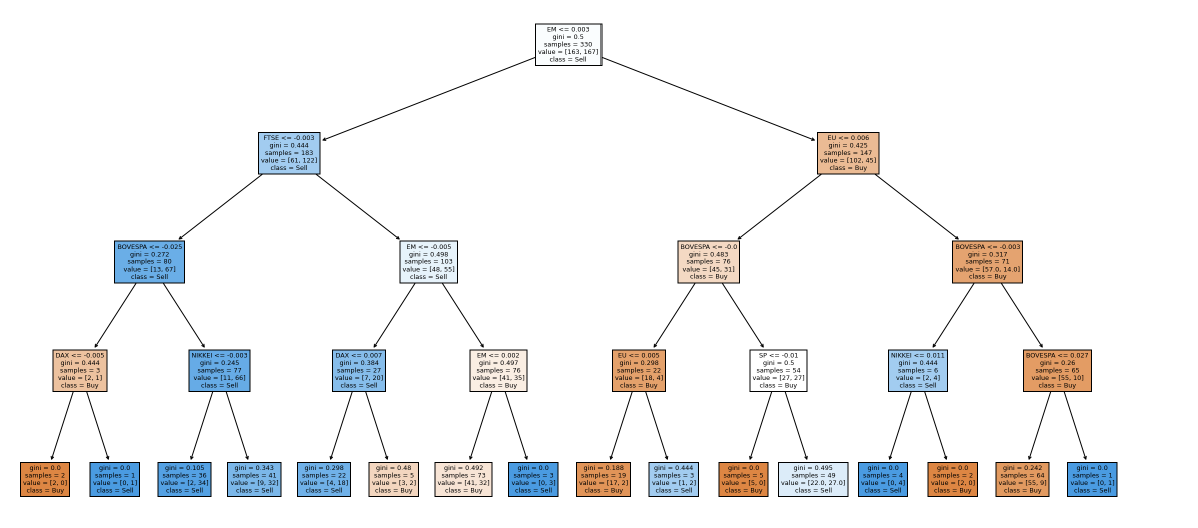 EM <= 0.003
gini = 0.5
samples = 330
value = [163, 167]
class = Sell
FTSE <= -0.003
gini = 0.444
samples = 183
value = [61, 122]
class = Sell
EU <= 0.006
gini = 0.425
samples = 147
value = [102, 45]
class = Buy
BOVESPA <= -0.025
gini = 0.272
samples = 80
value = [13, 67]
class = Sell
EM <= -0.005
gini = 0.498
samples = 103
value = [48, 55]
class = Sell
BOVESPA <= -0.0
gini = 0.483
samples = 76
value = [45, 31]
class = Buy
BOVESPA <= -0.003
gini = 0.317
samples = 71
value = [57.0, 14.0]
class = Buy
DAX <= -0.005
gini = 0.444
samples = 3
value = [2, 1]
class = Buy
NIKKEI <= -0.003
gini = 0.245
samples = 77
value = [11, 66]
class = Sell
DAX <= 0.007
gini = 0.384
samples = 27
value = [7, 20]
class = Sell
EM <= 0.002
gini = 0.497
samples = 76
value = [41, 35]
class = Buy
EU <= 0.005
gini = 0.298
samples = 22
value = [18, 4]
class = Buy
SP <= -0.01
gini = 0.5
samples = 54
value = [27, 27]
class = Buy
NIKKEI <= 0.011
gini = 0.444
samples = 6
value = [2, 4]
class = Sell
BOVESPA <= 0.027
gini = 0.26
samples = 65
value = [55, 10]
class = Buy
gini = 0.0
samples = 2
value = [2, 0]
class = Buy
gini = 0.0
samples = 1
value = [0, 1]
class = Sell
gini = 0.105
samples = 36
value = [2, 34]
class = Sell
gini = 0.343
samples = 41
value = [9, 32]
class = Sell
gini = 0.298
samples = 22
value = [4, 18]
class = Sell
gini = 0.48
samples = 5
value = [3, 2]
class = Buy
gini = 0.492
samples = 73
value = [41, 32]
class = Buy
gini = 0.0
samples = 3
value = [0, 3]
class = Sell
gini = 0.188
samples = 19
value = [17, 2]
class = Buy
gini = 0.444
samples = 3
value = [1, 2]
class = Sell
gini = 0.0
samples = 5
value = [5, 0]
class = Buy
gini = 0.495
samples = 49
value = [22.0, 27.0]
class = Sell
gini = 0.0
samples = 4
value = [0, 4]
class = Sell
gini = 0.0
samples = 2
value = [2, 0]
class = Buy
gini = 0.242
samples = 64
value = [55, 9]
class = Buy
gini = 0.0
samples = 1
value = [0, 1]
class = Sell